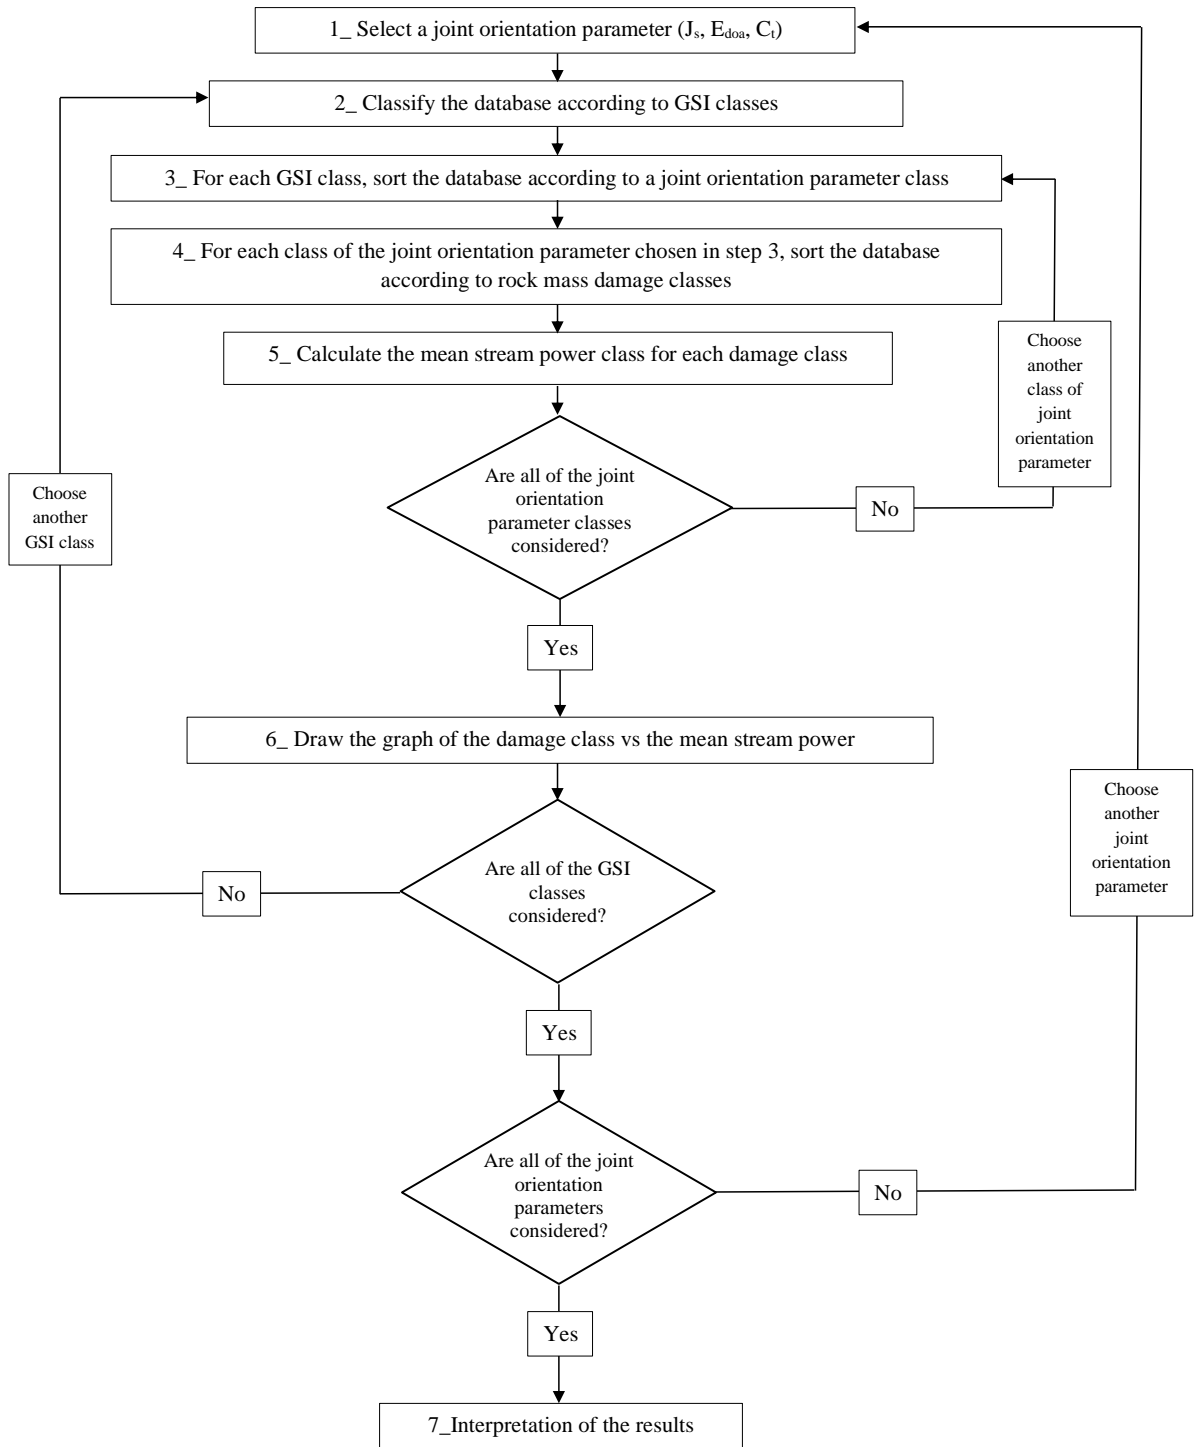 1_ Select a joint orientation parameter (Js, Edoa, Ct)
2_ Classify the database according to GSI classes
3_ For each GSI class, sort the database according to a joint orientation parameter class
4_ For each class of the joint orientation parameter chosen in step 3, sort the database
according to rock mass damage classes
5_ Calculate the mean stream power class for each damage class
Choose
another
class of
joint
orientation
parameter
Are all of the joint
orientation
parameter classes
considered?
No
Choose
another
GSI class
Yes
6_ Draw the graph of the damage class vs the mean stream power
Choose
another
joint
orientation
parameter
Are all of the GSI
classes
considered?
No
Yes
Are all of the joint
orientation
parameters
considered?
No
Yes
7_Interpretation of the results